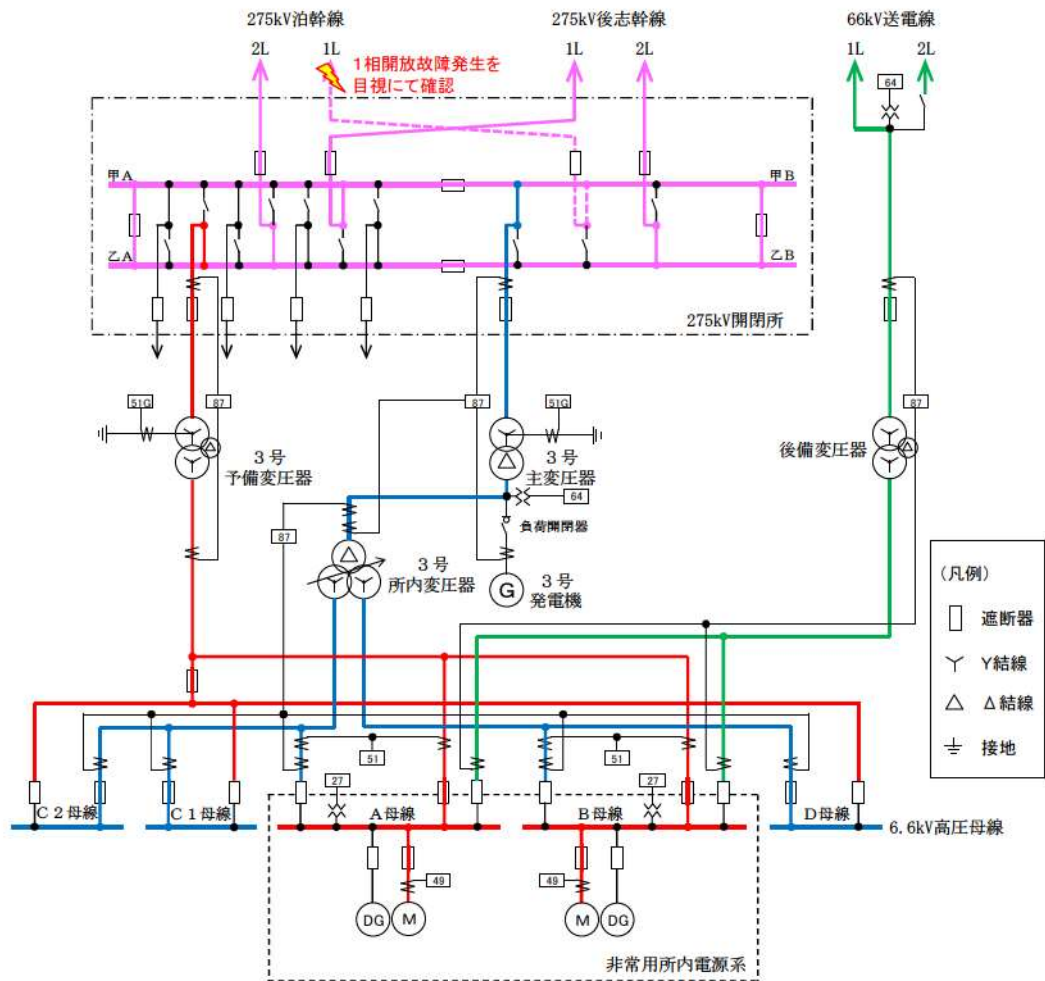 275kV泊幹線
275kV後志幹線
66kV送電線
2L
1L
1L
2L
1L
2L
1相開放故障発生を
目視にて確認
64
甲A
甲B
乙A
乙B
275kV開閉所
51G
87
87
51G
87
3号
予備変圧器
3号
主変圧器
後備変圧器
64
負荷開閉器
87
3号
所内変圧器
G
3号
発電機
(凡例)
遮断器
Y結線
Δ結線
接地
51
51
27
27
C2母線
C1母線
A母線
B母線
D母線
6.6kV高圧母線
49
49
DG
M
M
DG
非常用所内電源系